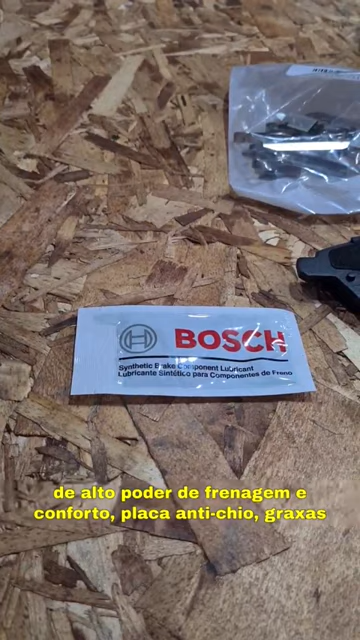 BOSCH
Synthetic Brake Component Lubricant
Lubricante Sintético para Componentes de Freno
de alto poder de frenagem e
conforto, placa anti-chio, graxas